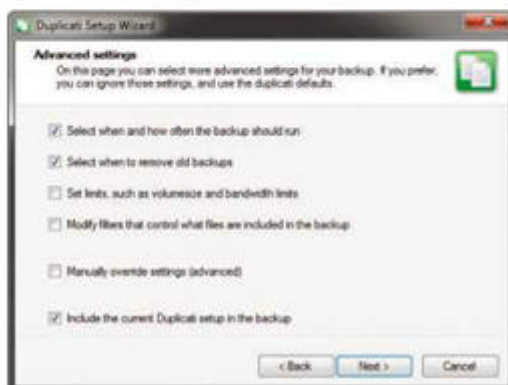 Duplicati Setup Wizard
Advanced settings
On this page you can select more advanced settings for your backup. If you prefer,
you can ignore those settings, and use the duplicati defaults.
Select when and how often the backup should run
Select when to remove old backups
Set limits, such as volumesize and bandwidth limits
Modify filters that control what files are included in the backup
Manually override settings (advanced)
Include the current Duplicati setup in the backup
< Back
Next >
Cancel